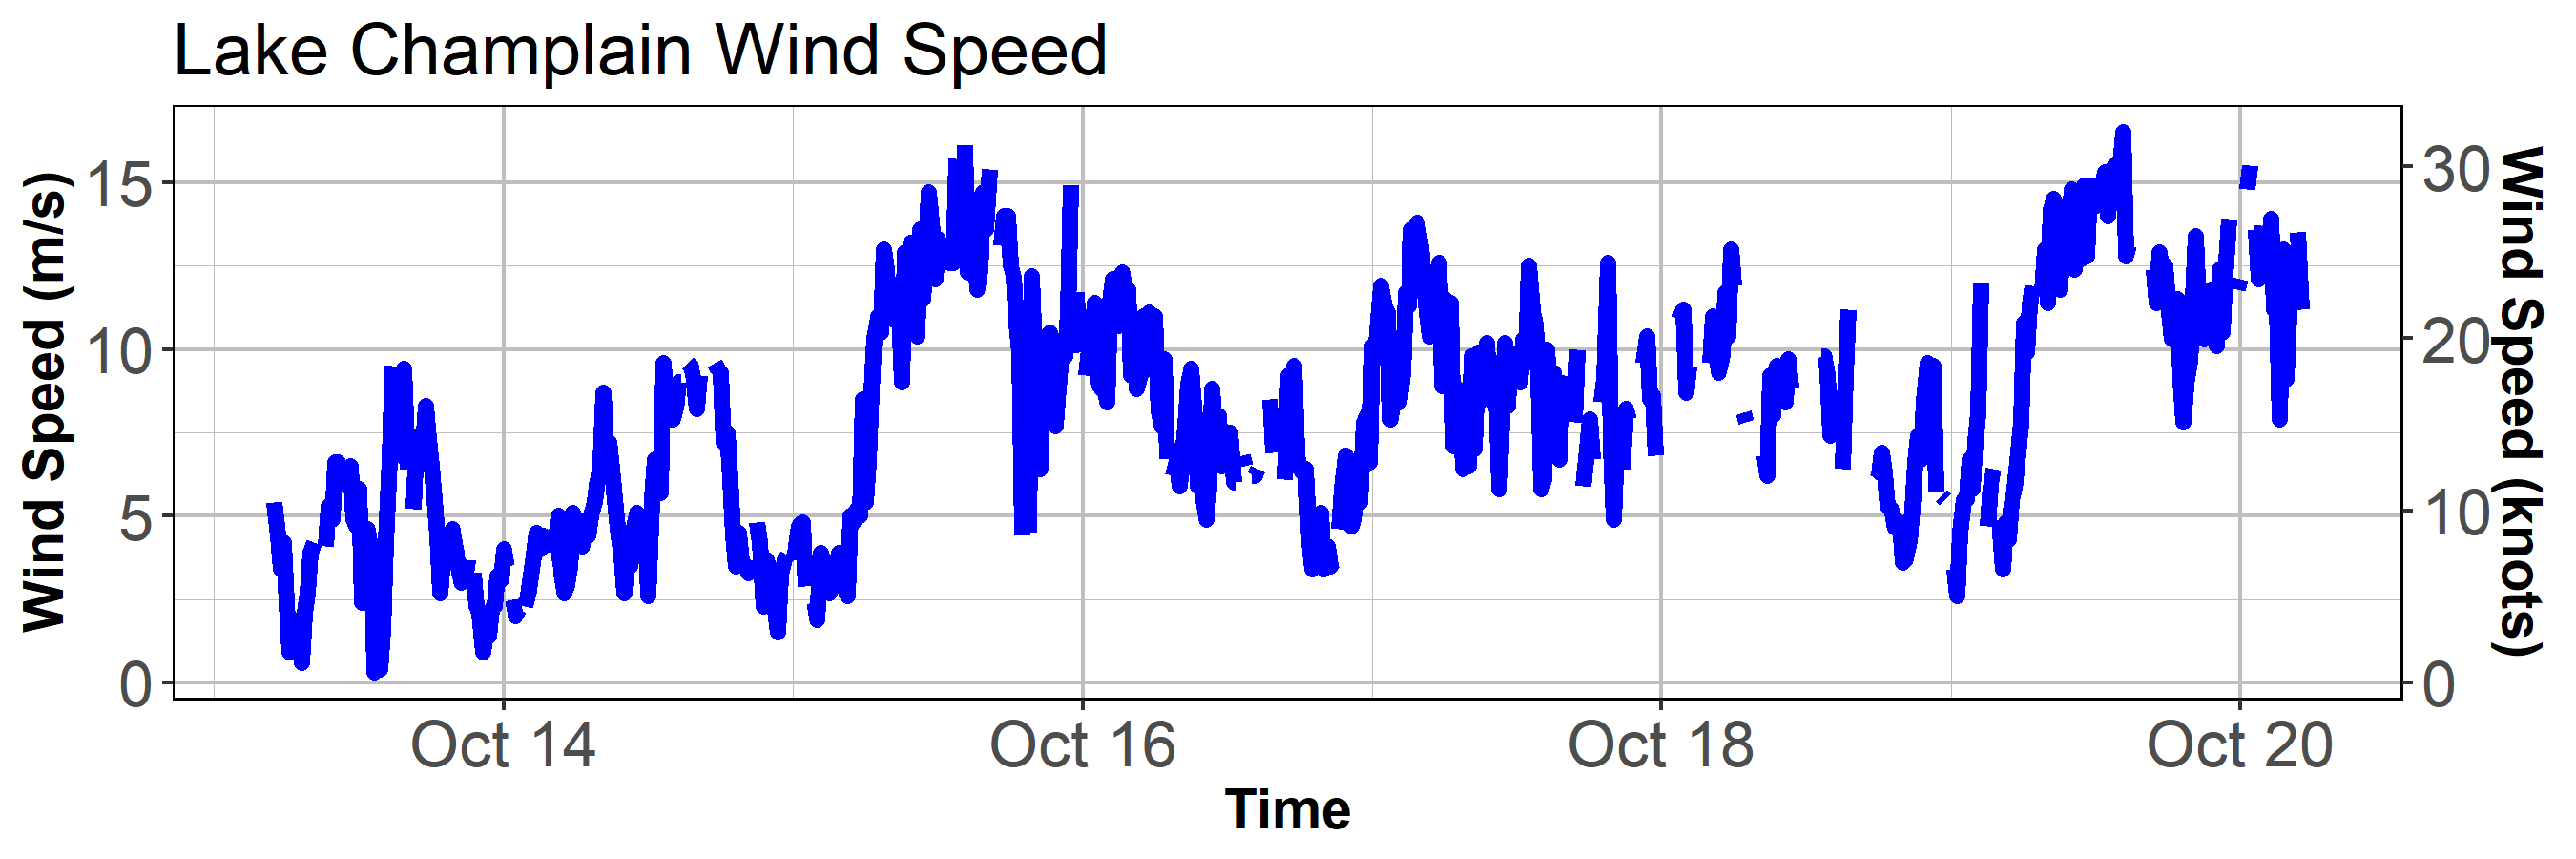 Lake Champlain Wind Speed
Wind Speed (m/s)
15
10
5
0
30
20
10
0
Wind Speed (knots)
Oct 14
Oct 16
Oct 18
Oct 20
Time